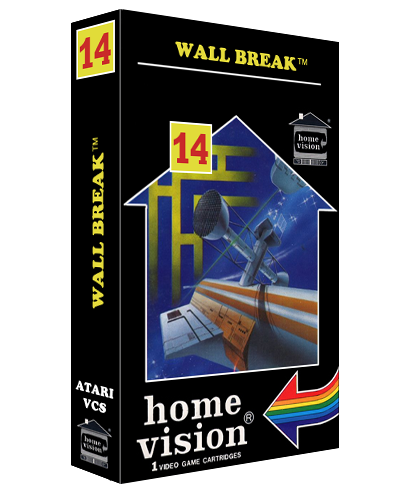 14
WALL BREAK™
ATARI
VCS
home
vision
WALL BREAK™
14
home
vision
home
vision®
1 VIDEO GAME CARTRIDGES